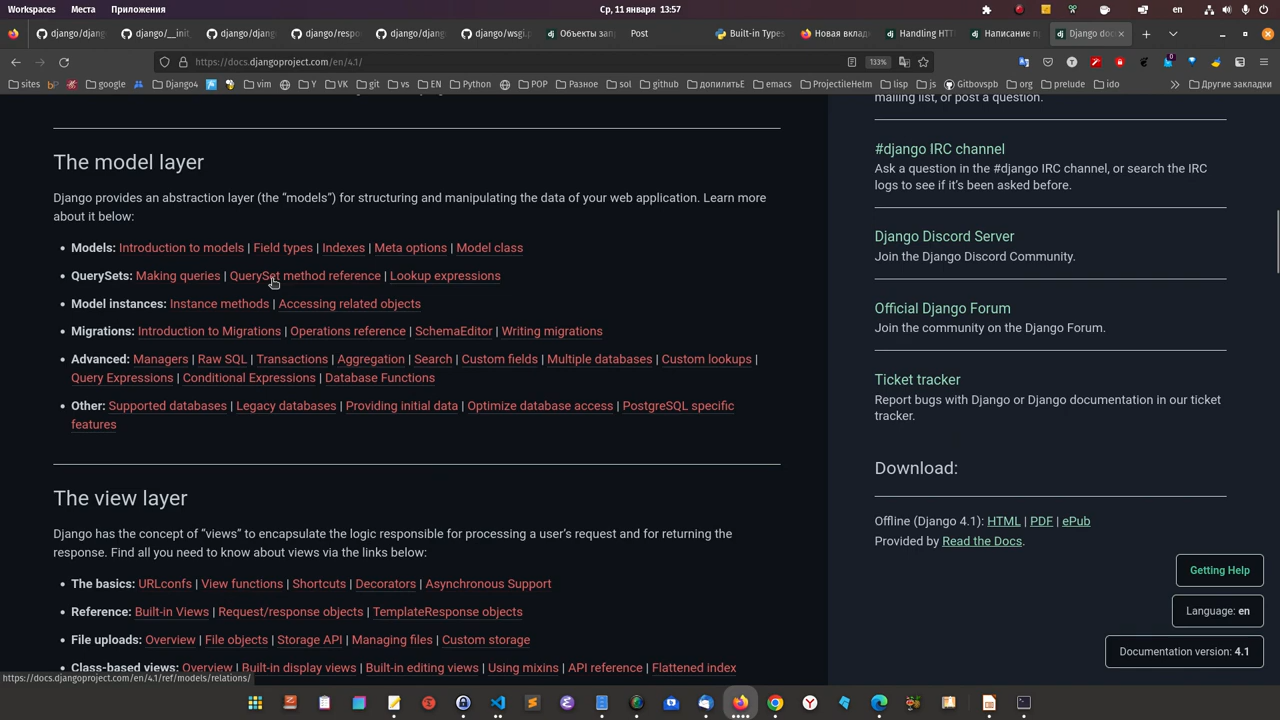 Workspaces Места Приложения Ср, 11 января 13:57 en
django/djang django/__init_ django/djang django/respo django/djang django/wsgi.p Объекты запр Post Built-in Types Новая вкладк Handling HTT Написание пе Django doc
https://docs.djangoproject.com/en/4.1/ 133%
sites google Django4 vim Y VK git vs EN Python POP Разное sol github допилитьЕ emacs ProjectileHelm lisp js Gitbovspb org prelude ido Другие закладки
The model layer
Django provides an abstraction layer (the “models”) for structuring and manipulating the data of your web application. Learn more
about it below:
• Models: Introduction to models | Field types | Indexes | Meta options | Model class
• QuerySets: Making queries | QuerySet method reference | Lookup expressions
• Model instances: Instance methods | Accessing related objects
• Migrations: Introduction to Migrations | Operations reference | SchemaEditor | Writing migrations
• Advanced: Managers | Raw SQL | Transactions | Aggregation | Search | Custom fields | Multiple databases | Custom lookups |
Query Expressions | Conditional Expressions | Database Functions
• Other: Supported databases | Legacy databases | Providing initial data | Optimize database access | PostgreSQL specific
features
The view layer
Django has the concept of “views” to encapsulate the logic responsible for processing a user’s request and for returning the
response. Find all you need to know about views via the links below:
• The basics: URLconfs | View functions | Shortcuts | Decorators | Asynchronous Support
• Reference: Built-in Views | Request/response objects | TemplateResponse objects
• File uploads: Overview | File objects | Storage API | Managing files | Custom storage
• Class-based views: Overview | Built-in display views | Built-in editing views | Using mixins | API reference | Flattened index
https://docs.djangoproject.com/en/4.1/ref/models/relations/
mailing list, or post a question.
#django IRC channel
Ask a question in the #django IRC channel, or search the IRC
logs to see if it’s been asked before.
Django Discord Server
Join the Django Discord Community.
Official Django Forum
Join the community on the Django Forum.
Ticket tracker
Report bugs with Django or Django documentation in our ticket
tracker.
Download:
Offline (Django 4.1): HTML | PDF | ePub
Provided by Read the Docs.
Getting Help
Language: en
Documentation version: 4.1